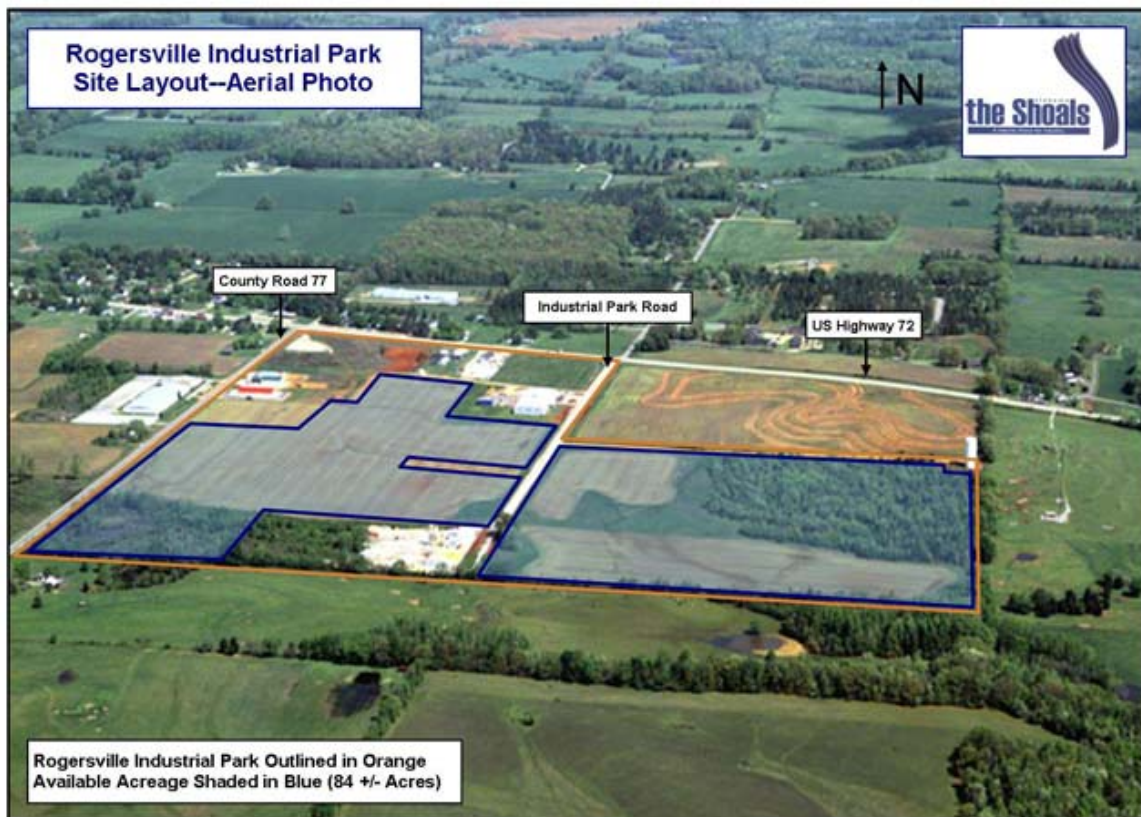 Rogersville Industrial Park
Site Layout--Aerial Photo
N
the Shoals
County Road 77
Industrial Park Road
US Highway 72
Rogersville Industrial Park Outlined in Orange
Available Acreage Shaded in Blue (84 +/- Acres)